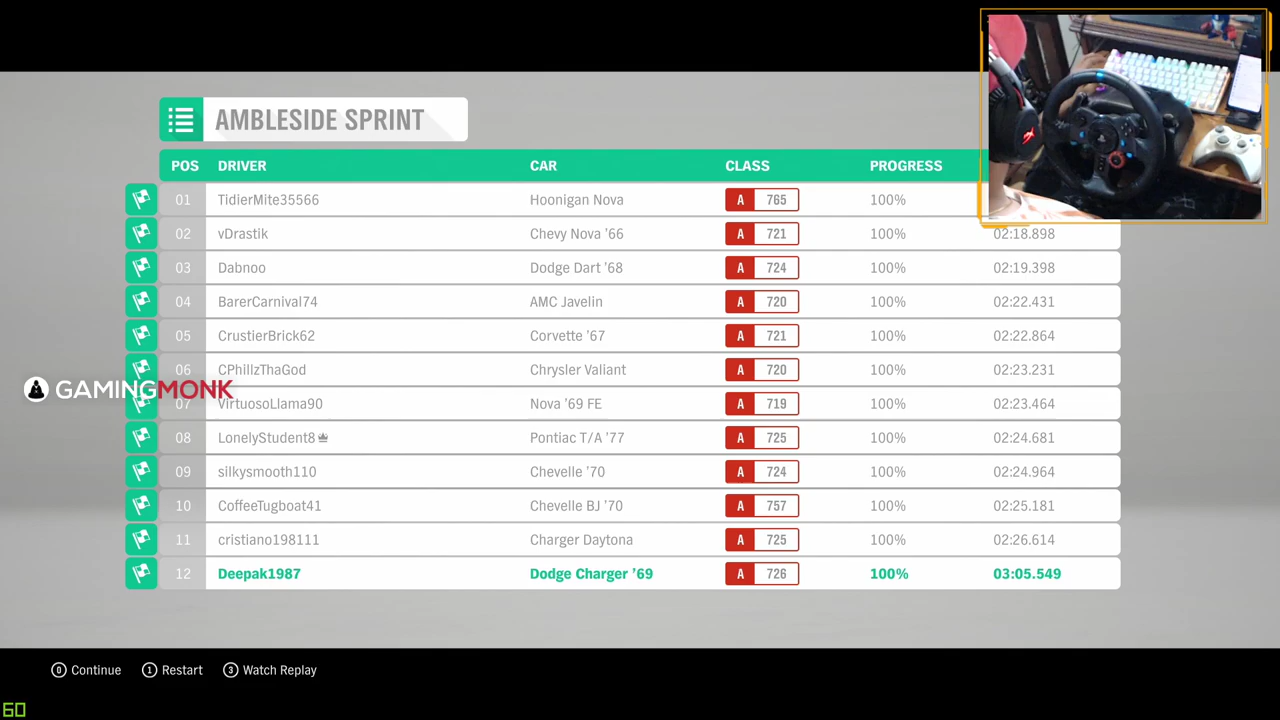 AMBLESIDE SPRINT
POS DRIVER CAR CLASS PROGRESS
01 TidierMite35566 Hoonigan Nova A 765 100%
02 vDrastik Chevy Nova '66 A 721 100% 02:18.898
03 Dabnoo Dodge Dart '68 A 724 100% 02:19.398
04 BarerCarnival74 AMC Javelin A 720 100% 02:22.431
05 CrustierBrick62 Corvette '67 A 721 100% 02:22.864
06 CPhillzThaGod Chrysler Valiant A 720 100% 02:23.231
GAMINGMONK
07 VirtuosoLlama90 Nova '69 FE A 719 100% 02:23.464
08 LonelyStudent8 Pontiac T/A '77 A 725 100% 02:24.681
09 silkysmooth110 Chevelle '70 A 724 100% 02:24.964
10 CoffeeTugboat41 Chevelle BJ '70 A 757 100% 02:25.181
11 cristiano198111 Charger Daytona A 725 100% 02:26.614
12 Deepak1987 Dodge Charger '69 A 726 100% 03:05.549
0 Continue 1 Restart 3 Watch Replay
60